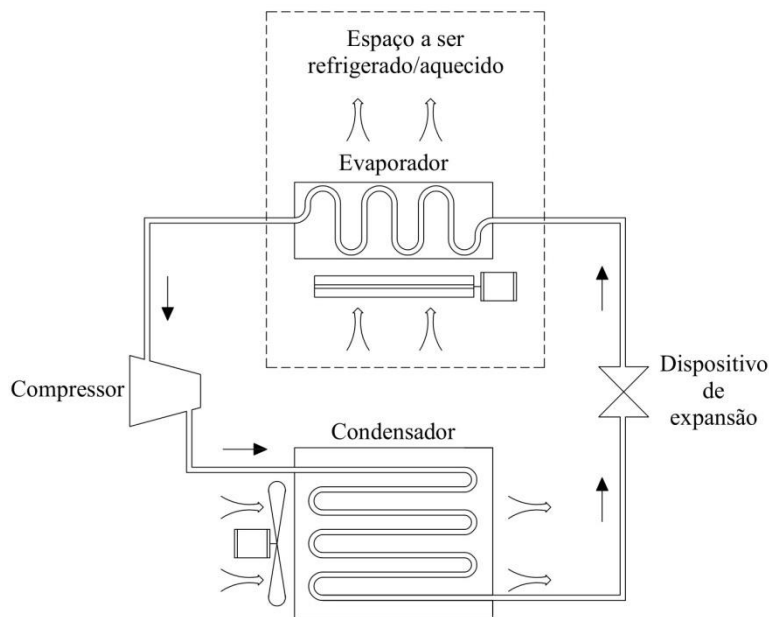 Espaço a ser
refrigerado/aquecido
Evaporador
Compressor
Dispositivo
de
expansão
Condensador